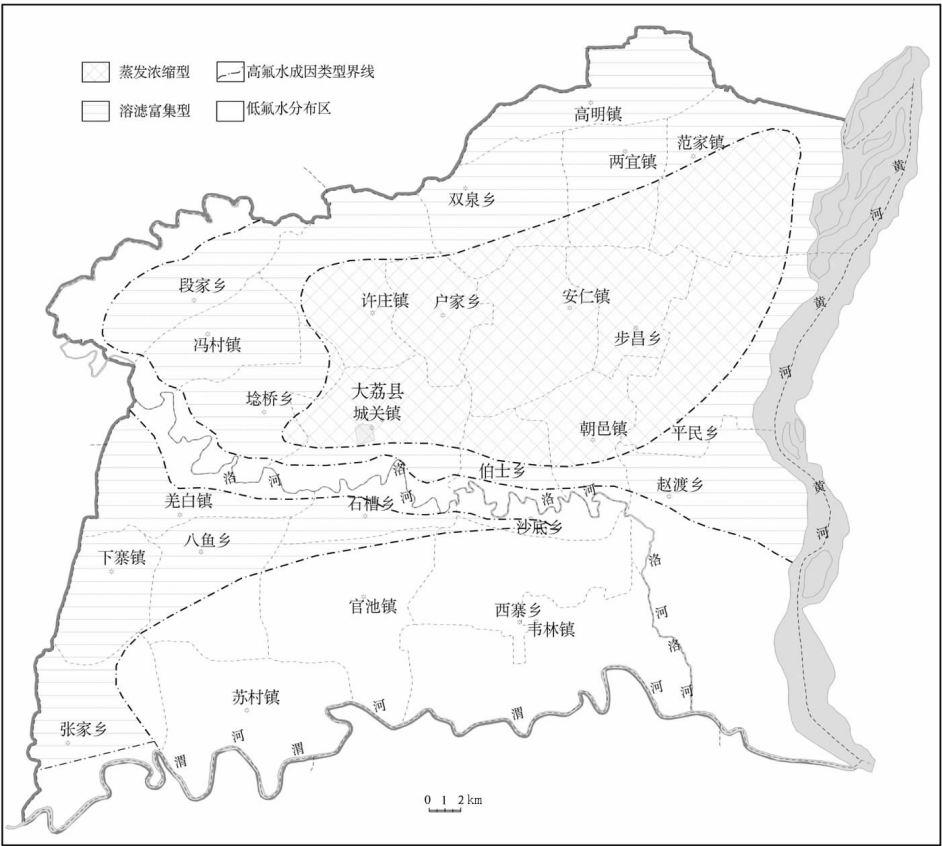 蒸发浓缩型
高氟水成因类型界线
溶滤富集型
低氟水分布区
高明镇
范家镇
两宜镇
黄
双泉乡
河
段家乡
许庄镇
户家乡
安仁镇
黄
冯村镇
步昌乡
河
大荔县
埝桥乡
城关镇
朝邑镇
平民乡
洛
伯士乡
洛
河
赵渡乡
黄
羌白镇
石槽乡
河
洛
河
沙底乡
河
八鱼乡
下寨镇
洛
官池镇
西寨乡
河
韦林镇
洛
苏村镇
河
河
河
张家乡
河
渭
渭
渭
0 1 2km